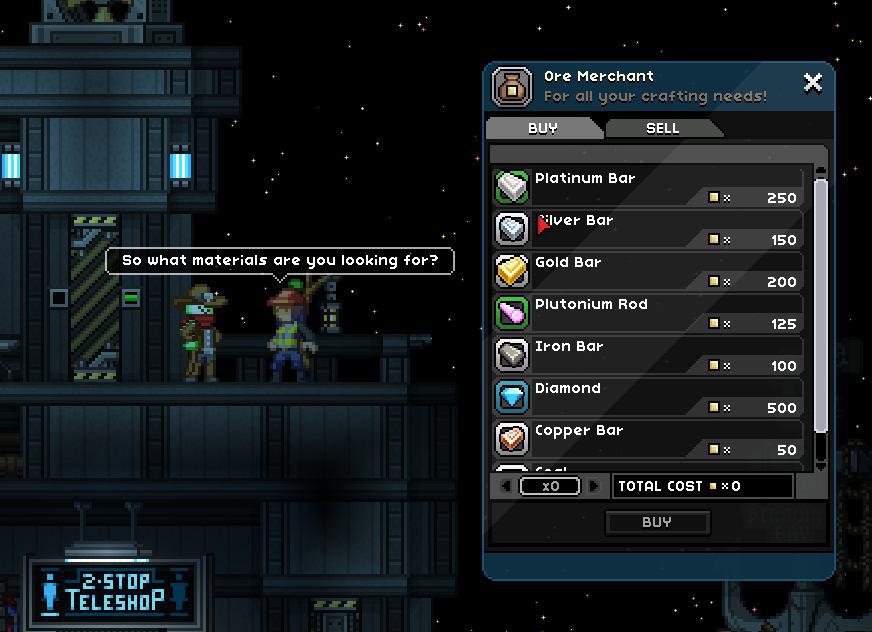 Ore Merchant
For all your crafting needs!
BUY
SELL
Platinum Bar
× 250
Silver Bar
× 150
Gold Bar
× 200
Plutonium Rod
× 125
So what materials are you looking for?
Iron Bar
× 100
Diamond
× 500
Copper Bar
× 50
x0
TOTAL COST × 0
BUY
2-STOP
TELESHOP